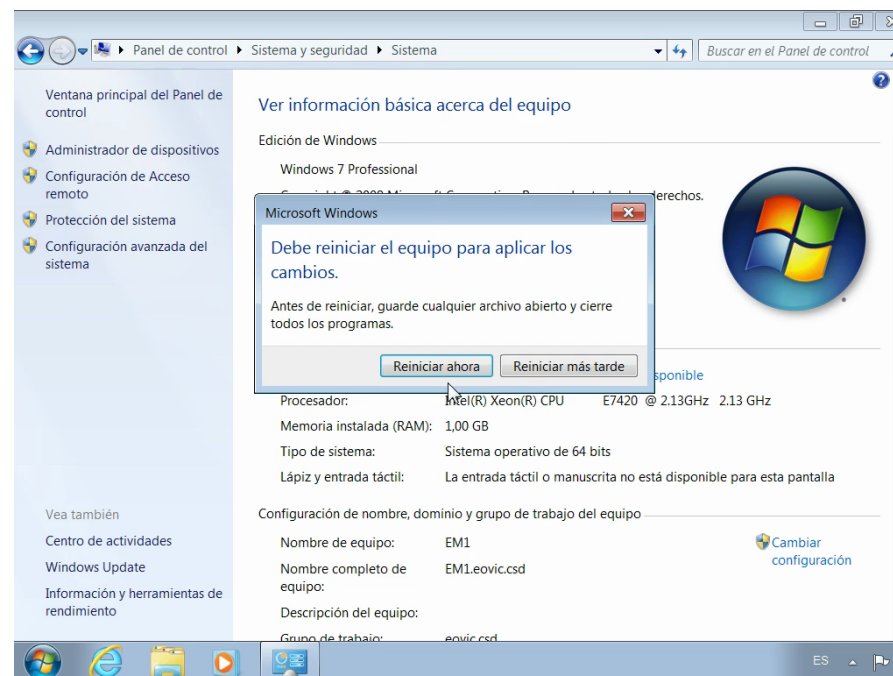 Panel de control Sistema y seguridad Sistema
Buscar en el Panel de control
Ventana principal del Panel de
control
Administrador de dispositivos
Configuración de Acceso
remoto
Protección del sistema
Configuración avanzada del
sistema
Vea también
Centro de actividades
Windows Update
Información y herramientas de
rendimiento
Ver información básica acerca del equipo
Edición de Windows
Windows 7 Professional
derechos.
Microsoft Windows
Debe reiniciar el equipo para aplicar los
cambios.
Antes de reiniciar, guarde cualquier archivo abierto y cierre
todos los programas.
Reiniciar ahora Reiniciar más tarde
Procesador: Intel(R) Xeon(R) CPU E7420 @ 2.13GHz 2.13 GHz
Memoria instalada (RAM): 1,00 GB
Tipo de sistema: Sistema operativo de 64 bits
Lápiz y entrada táctil: La entrada táctil o manuscrita no está disponible para esta pantalla
Configuración de nombre, dominio y grupo de trabajo del equipo
Nombre de equipo: EM1
Cambiar
configuración
Nombre completo de
equipo:
EM1.eovic.csd
Descripción del equipo:
Grupo de trabajo: eovic.csd
ES